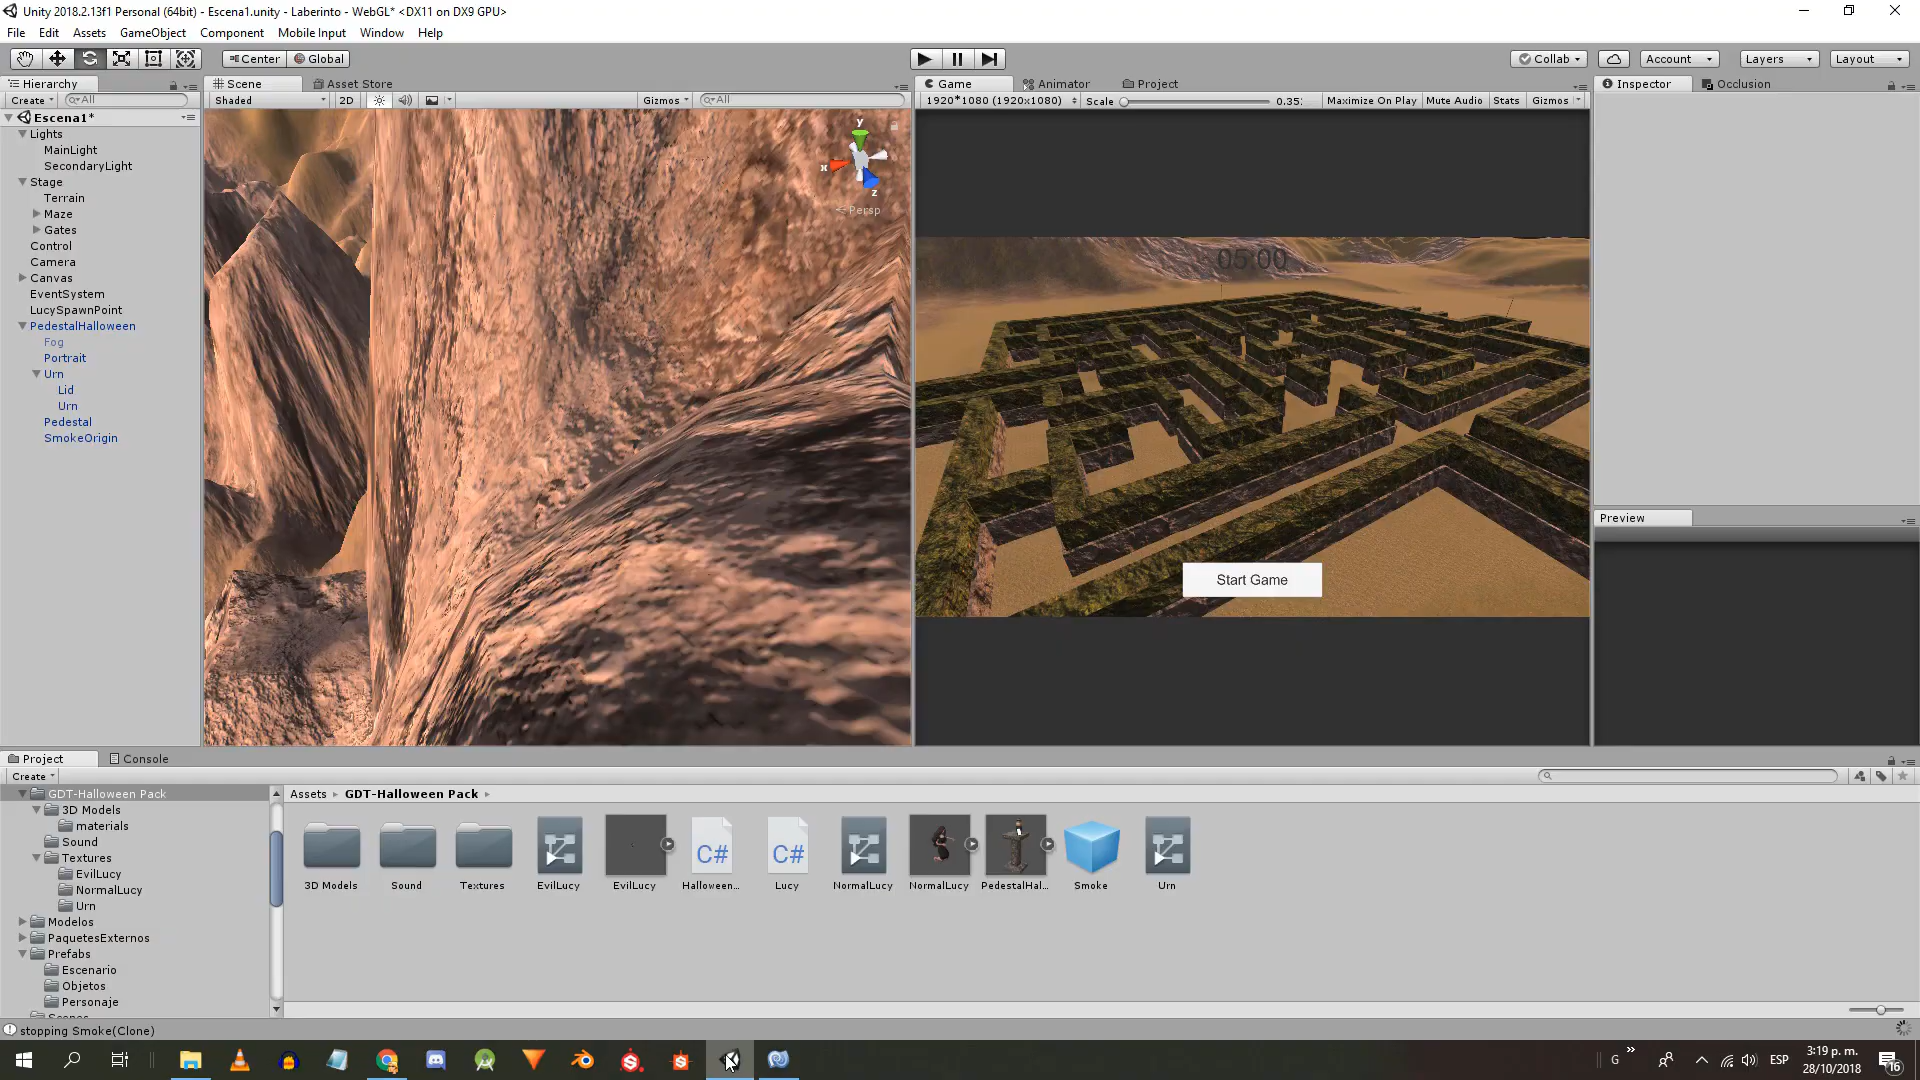 Unity 2018.2.13f1 Personal (64bit) - Escena1.unity - Laberinto - WebGL* <DX11 on DX9 GPU>
File Edit Assets GameObject Component Mobile Input Window Help
Center Global Collab Account Layers Layout
Hierarchy Scene Asset Store Game Animator Project Inspector Occlusion
Create All Shaded 2D Gizmos All 1920*1080 (1920x1080) Scale 0.35: Maximize On Play Mute Audio Stats Gizmos
Escena1*
Lights
MainLight
SecondaryLight
Stage
Terrain
Maze
Gates
Control
Camera
Canvas
EventSystem
LucySpawnPoint
PedestalHalloween
Fog
Portrait
Urn
Lid
Urn
Pedestal
SmokeOrigin
y
x
z
Persp
05:00
Start Game
Preview
Project Console
Create
GDT-Halloween Pack
3D Models
materials
Sound
Textures
EvilLucy
NormalLucy
Urn
Modelos
PaquetesExternos
Prefabs
Escenario
Objetos
Personaje
Assets GDT-Halloween Pack
C# C#
3D Models Sound Textures EvilLucy EvilLucy Halloween... Lucy NormalLucy NormalLucy PedestalHal... Smoke Urn
stopping Smoke(Clone)
G » ESP 3:19 p. m.
28/10/2018 16